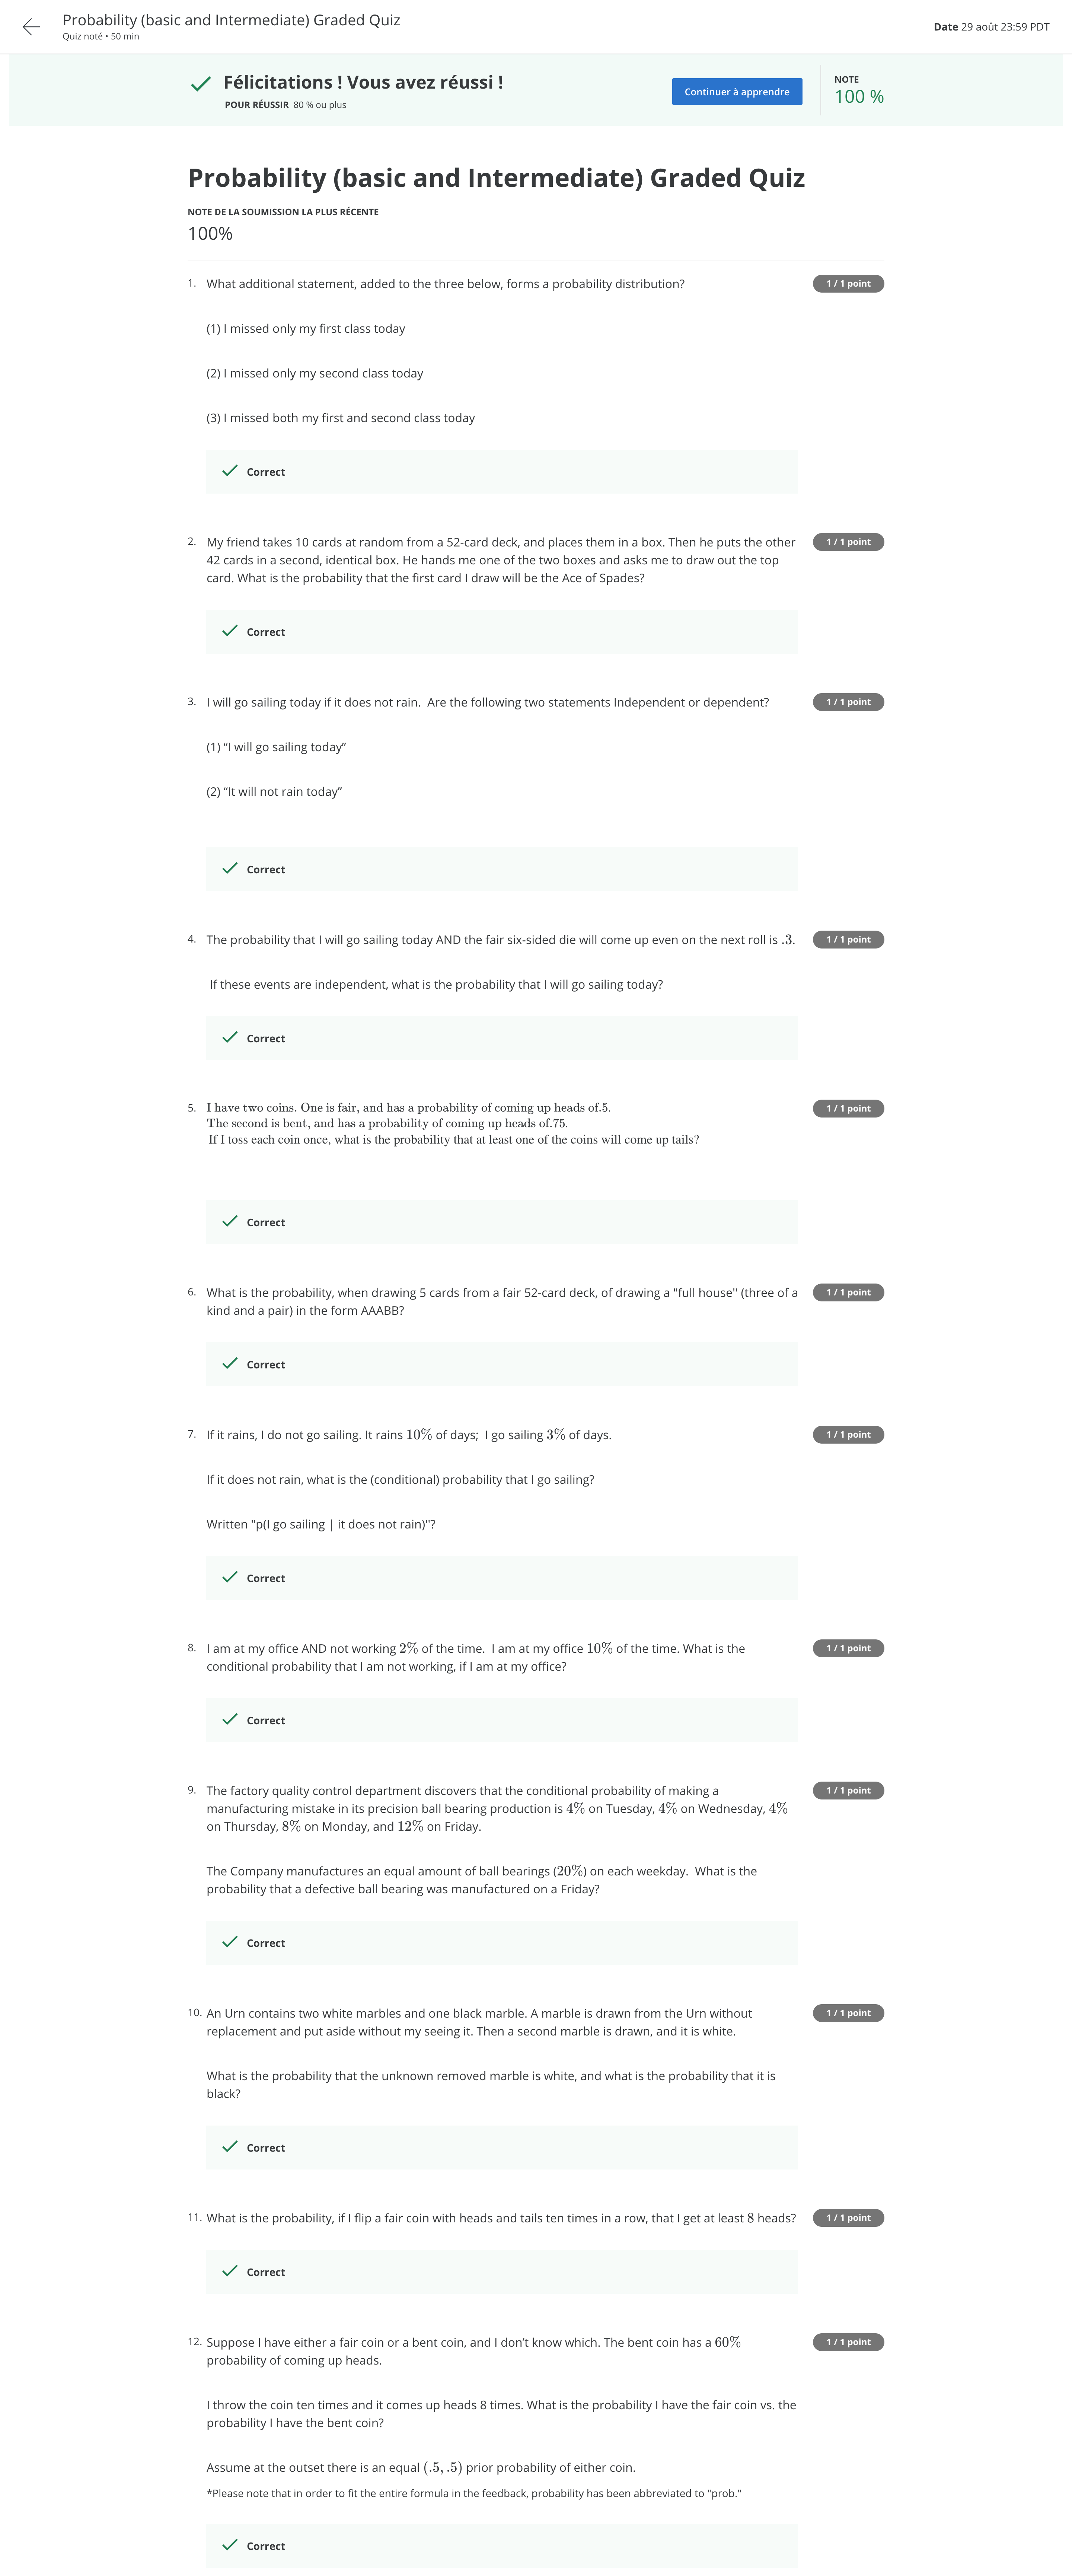 Probability (basic and Intermediate) Graded Quiz
Quiz noté • 50 min
Date 29 août 23:59 PDT
Félicitations ! Vous avez réussi !
POUR RÉUSSIR 80 % ou plus
Continuer à apprendre
NOTE
100 %
Probability (basic and Intermediate) Graded Quiz
NOTE DE LA SOUMISSION LA PLUS RÉCENTE
100%
1. What additional statement, added to the three below, forms a probability distribution?
1 / 1 point
(1) I missed only my first class today
(2) I missed only my second class today
(3) I missed both my first and second class today
Correct
2. My friend takes 10 cards at random from a 52-card deck, and places them in a box. Then he puts the other
1 / 1 point
42 cards in a second, identical box. He hands me one of the two boxes and asks me to draw out the top
card. What is the probability that the first card I draw will be the Ace of Spades?
Correct
3. I will go sailing today if it does not rain. Are the following two statements Independent or dependent?
1 / 1 point
(1) “I will go sailing today”
(2) “It will not rain today”
Correct
4. The probability that I will go sailing today AND the fair six-sided die will come up even on the next roll is .3.
1 / 1 point
If these events are independent, what is the probability that I will go sailing today?
Correct
5. I have two coins. One is fair, and has a probability of coming up heads of.5.
1 / 1 point
The second is bent, and has a probability of coming up heads of.75.
If I toss each coin once, what is the probability that at least one of the coins will come up tails?
Correct
6. What is the probability, when drawing 5 cards from a fair 52-card deck, of drawing a "full house'' (three of a
1 / 1 point
kind and a pair) in the form AAABB?
Correct
7. If it rains, I do not go sailing. It rains 10% of days; I go sailing 3% of days.
1 / 1 point
If it does not rain, what is the (conditional) probability that I go sailing?
Written "p(I go sailing | it does not rain)''?
Correct
8. I am at my office AND not working 2% of the time. I am at my office 10% of the time. What is the
1 / 1 point
conditional probability that I am not working, if I am at my office?
Correct
9. The factory quality control department discovers that the conditional probability of making a
1 / 1 point
manufacturing mistake in its precision ball bearing production is 4% on Tuesday, 4% on Wednesday, 4%
on Thursday, 8% on Monday, and 12% on Friday.
The Company manufactures an equal amount of ball bearings (20%) on each weekday. What is the
probability that a defective ball bearing was manufactured on a Friday?
Correct
10. An Urn contains two white marbles and one black marble. A marble is drawn from the Urn without
1 / 1 point
replacement and put aside without my seeing it. Then a second marble is drawn, and it is white.
What is the probability that the unknown removed marble is white, and what is the probability that it is
black?
Correct
11. What is the probability, if I flip a fair coin with heads and tails ten times in a row, that I get at least 8 heads?
1 / 1 point
Correct
12. Suppose I have either a fair coin or a bent coin, and I don’t know which. The bent coin has a 60%
1 / 1 point
probability of coming up heads.
I throw the coin ten times and it comes up heads 8 times. What is the probability I have the fair coin vs. the
probability I have the bent coin?
Assume at the outset there is an equal (.5, .5) prior probability of either coin.
*Please note that in order to fit the entire formula in the feedback, probability has been abbreviated to "prob."
Correct